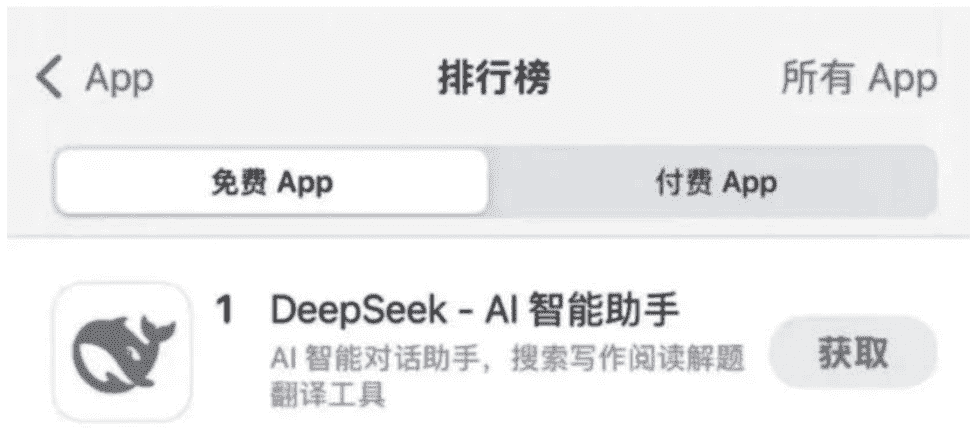 App 排行榜 所有 App
免费 App 付费 App
1 DeepSeek - AI 智能助手
AI 智能对话助手，搜索写作阅读解题
翻译工具
获取